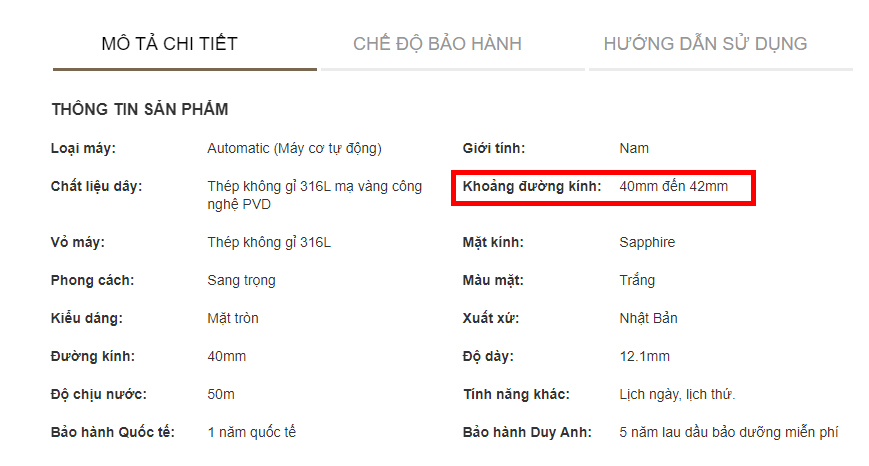 MÔ TẢ CHI TIẾT
CHẾ ĐỘ BẢO HÀNH
HƯỚNG DẪN SỬ DỤNG
THÔNG TIN SẢN PHẨM
Loại máy: Automatic (Máy cơ tự động) Giới tính: Nam
Chất liệu dây: Thép không gỉ 316L mạ vàng công Khoảng đường kính: 40mm đến 42mm
nghệ PVD
Vỏ máy: Thép không gỉ 316L Mặt kính: Sapphire
Phong cách: Sang trọng Màu mặt: Trắng
Kiểu dáng: Mặt tròn Xuất xứ: Nhật Bản
Đường kính: 40mm Độ dày: 12.1mm
Độ chịu nước: 50m Tính năng khác: Lịch ngày, lịch thứ.
Bảo hành Quốc tế: 1 năm quốc tế Bảo hành Duy Anh: 5 năm lau dầu bảo dưỡng miễn phí